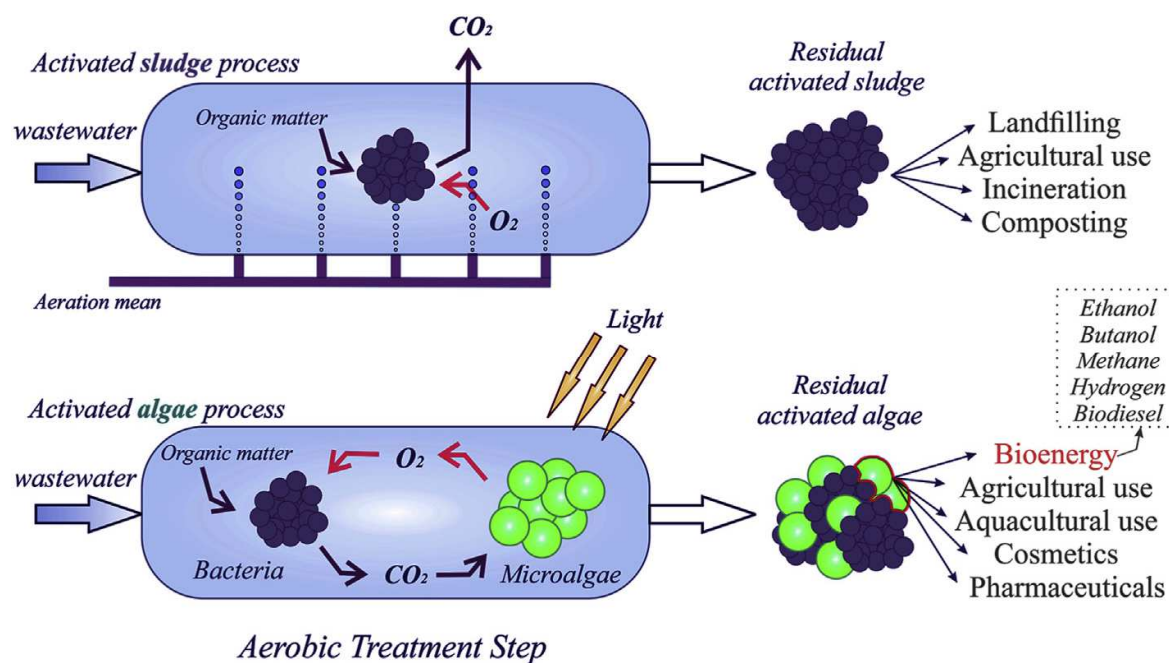 CO₂
Activated sludge process
Residual
activated sludge
wastewater
Organic matter
O₂
Landfilling
Agricultural use
Incineration
Composting
Aeration mean
Light
Ethanol
Butanol
Methane
Hydrogen
Biodiesel
Activated algae process
Residual
activated algae
wastewater
Organic matter
O₂
Bacteria
CO₂
Microalgae
Bioenergy
Agricultural use
Aquacultural use
Cosmetics
Pharmaceuticals
Aerobic Treatment Step